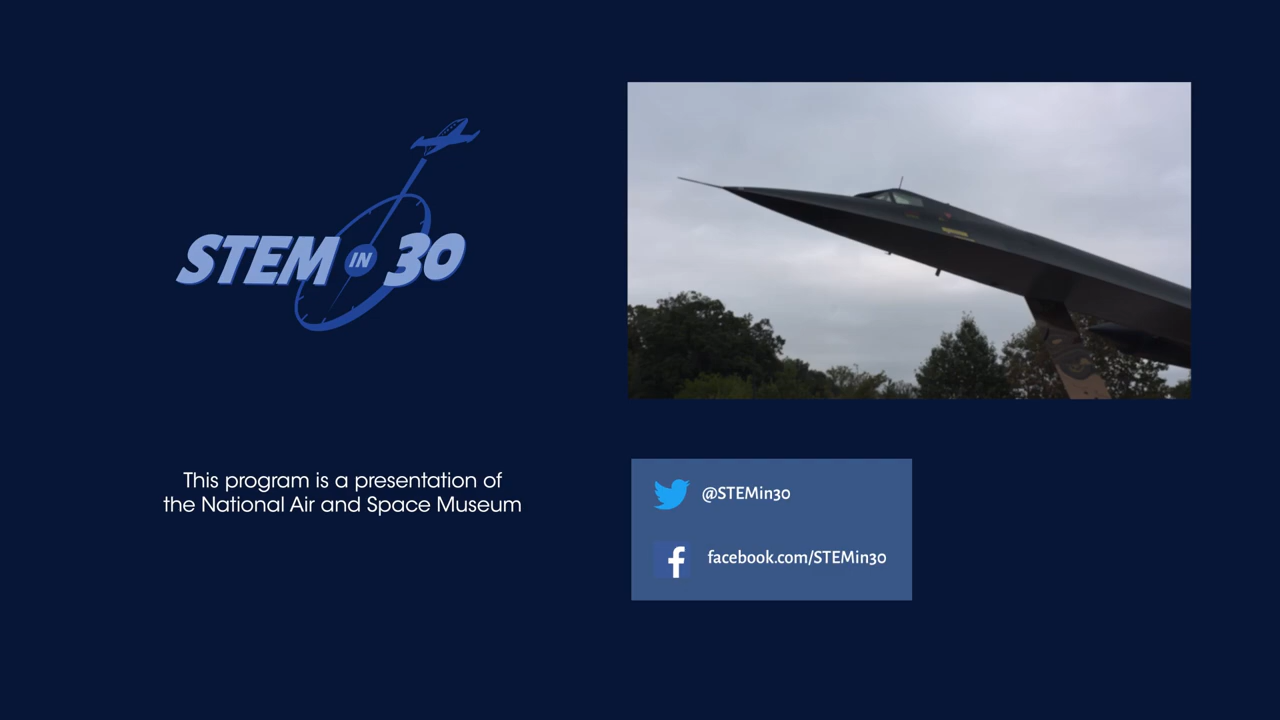 STEM IN 30
This program is a presentation of
the National Air and Space Museum
@STEMin30
facebook.com/STEMin30